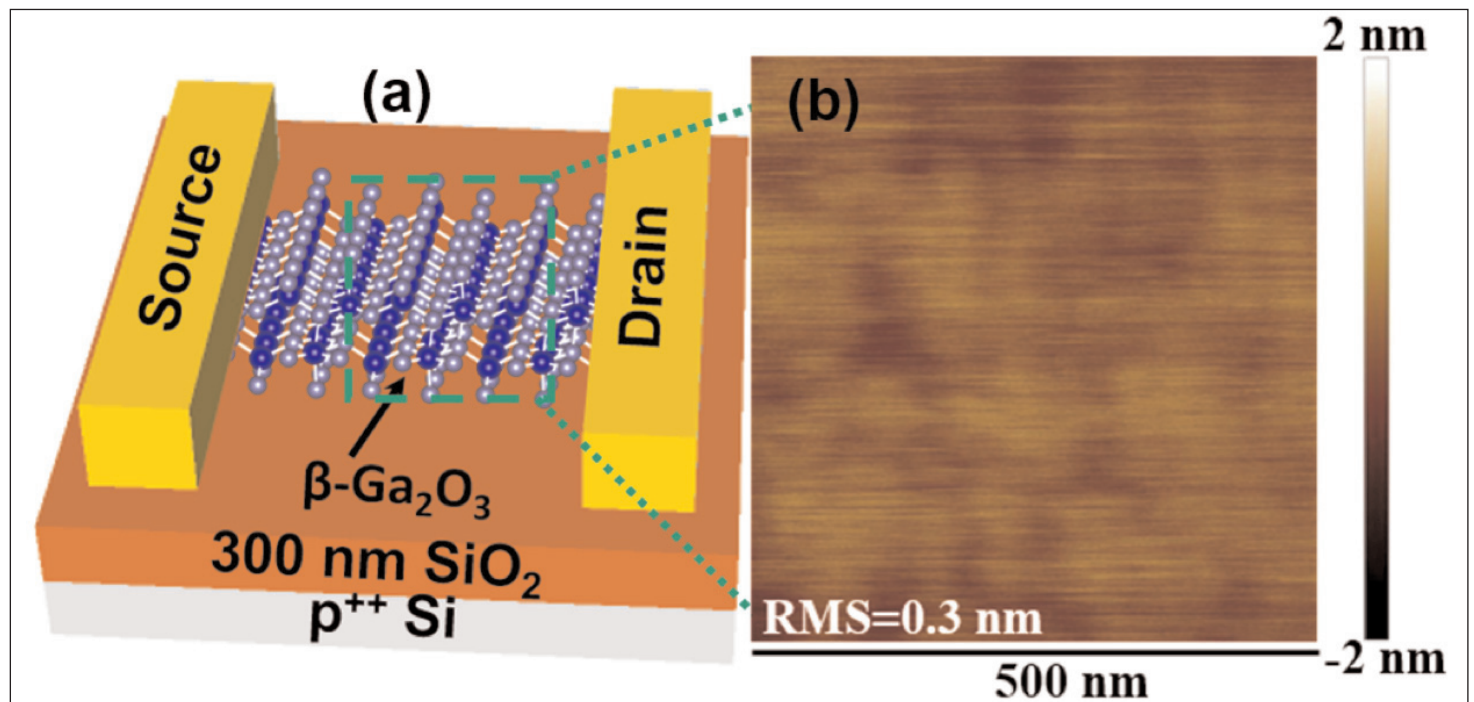 (a)
Source
Drain
β-Ga₂O₃
300 nm SiO₂
p⁺⁺ Si
(b)
RMS=0.3 nm
500 nm
2 nm
-2 nm